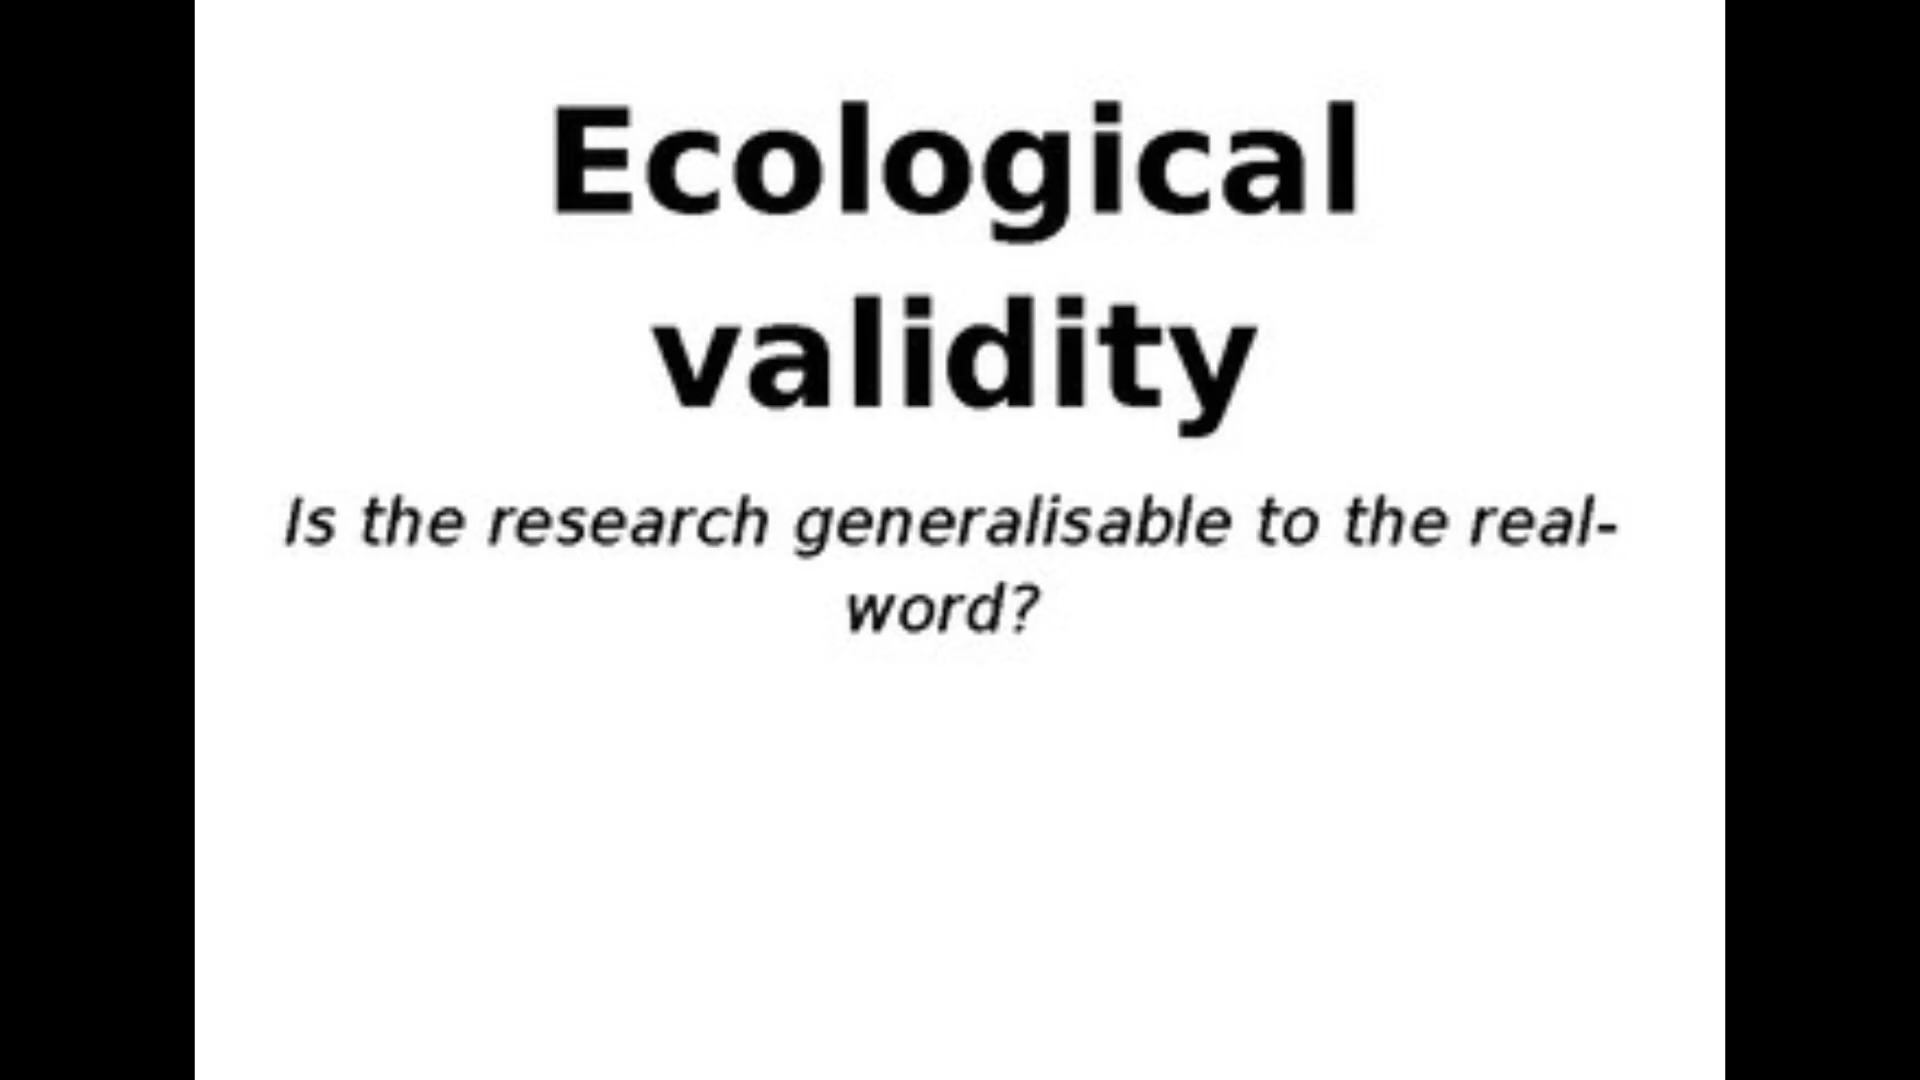 Ecological
validity
Is the research generalisable to the real-
word?